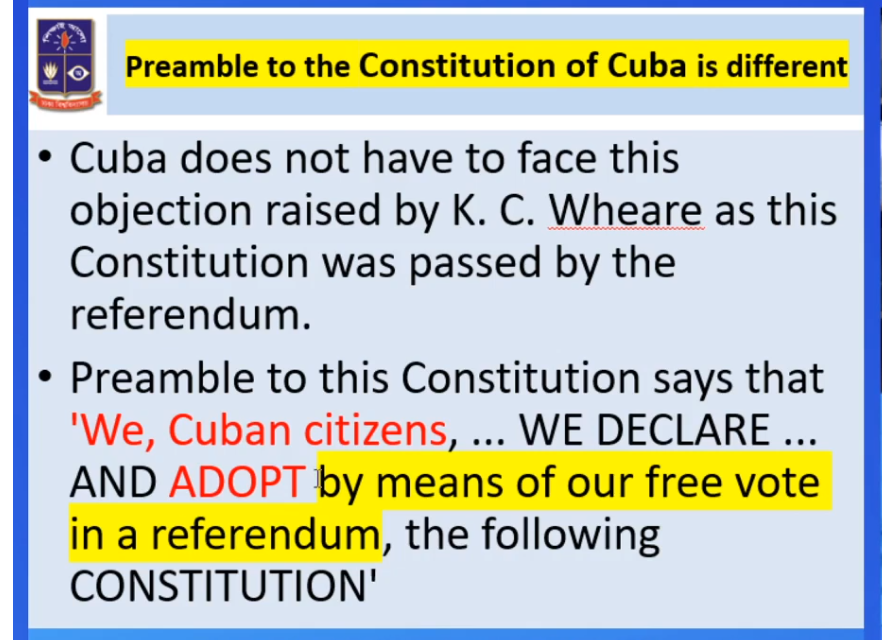 Preamble to the Constitution of Cuba is different
• Cuba does not have to face this
objection raised by K. C. Wheare as this
Constitution was passed by the
referendum.
• Preamble to this Constitution says that
'We, Cuban citizens, ... WE DECLARE ...
AND ADOPT by means of our free vote
in a referendum, the following
CONSTITUTION'